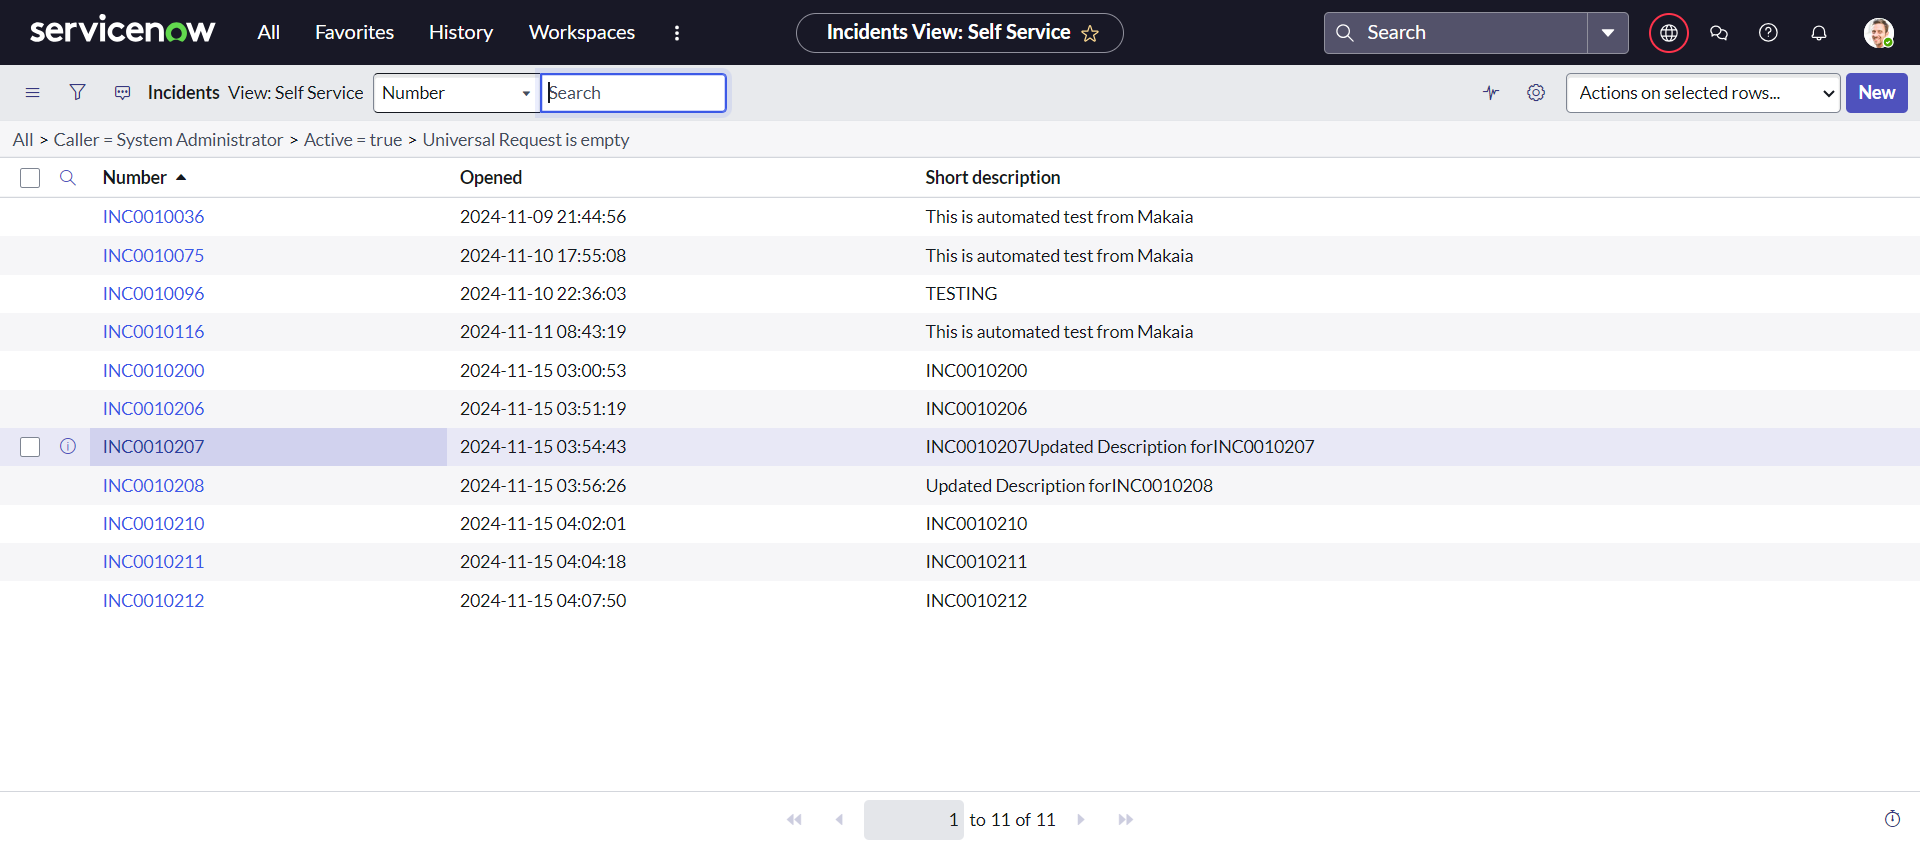 servicenow All Favorites History Workspaces Incidents View: Self Service Search
Incidents View: Self Service Number Search Actions on selected rows... New
All > Caller = System Administrator > Active = true > Universal Request is empty
Number Opened Short description
INC0010036 2024-11-09 21:44:56 This is automated test from Makaia
INC0010075 2024-11-10 17:55:08 This is automated test from Makaia
INC0010096 2024-11-10 22:36:03 TESTING
INC0010116 2024-11-11 08:43:19 This is automated test from Makaia
INC0010200 2024-11-15 03:00:53 INC0010200
INC0010206 2024-11-15 03:51:19 INC0010206
INC0010207 2024-11-15 03:54:43 INC0010207Updated Description forINC0010207
INC0010208 2024-11-15 03:56:26 Updated Description forINC0010208
INC0010210 2024-11-15 04:02:01 INC0010210
INC0010211 2024-11-15 04:04:18 INC0010211
INC0010212 2024-11-15 04:07:50 INC0010212
1 to 11 of 11